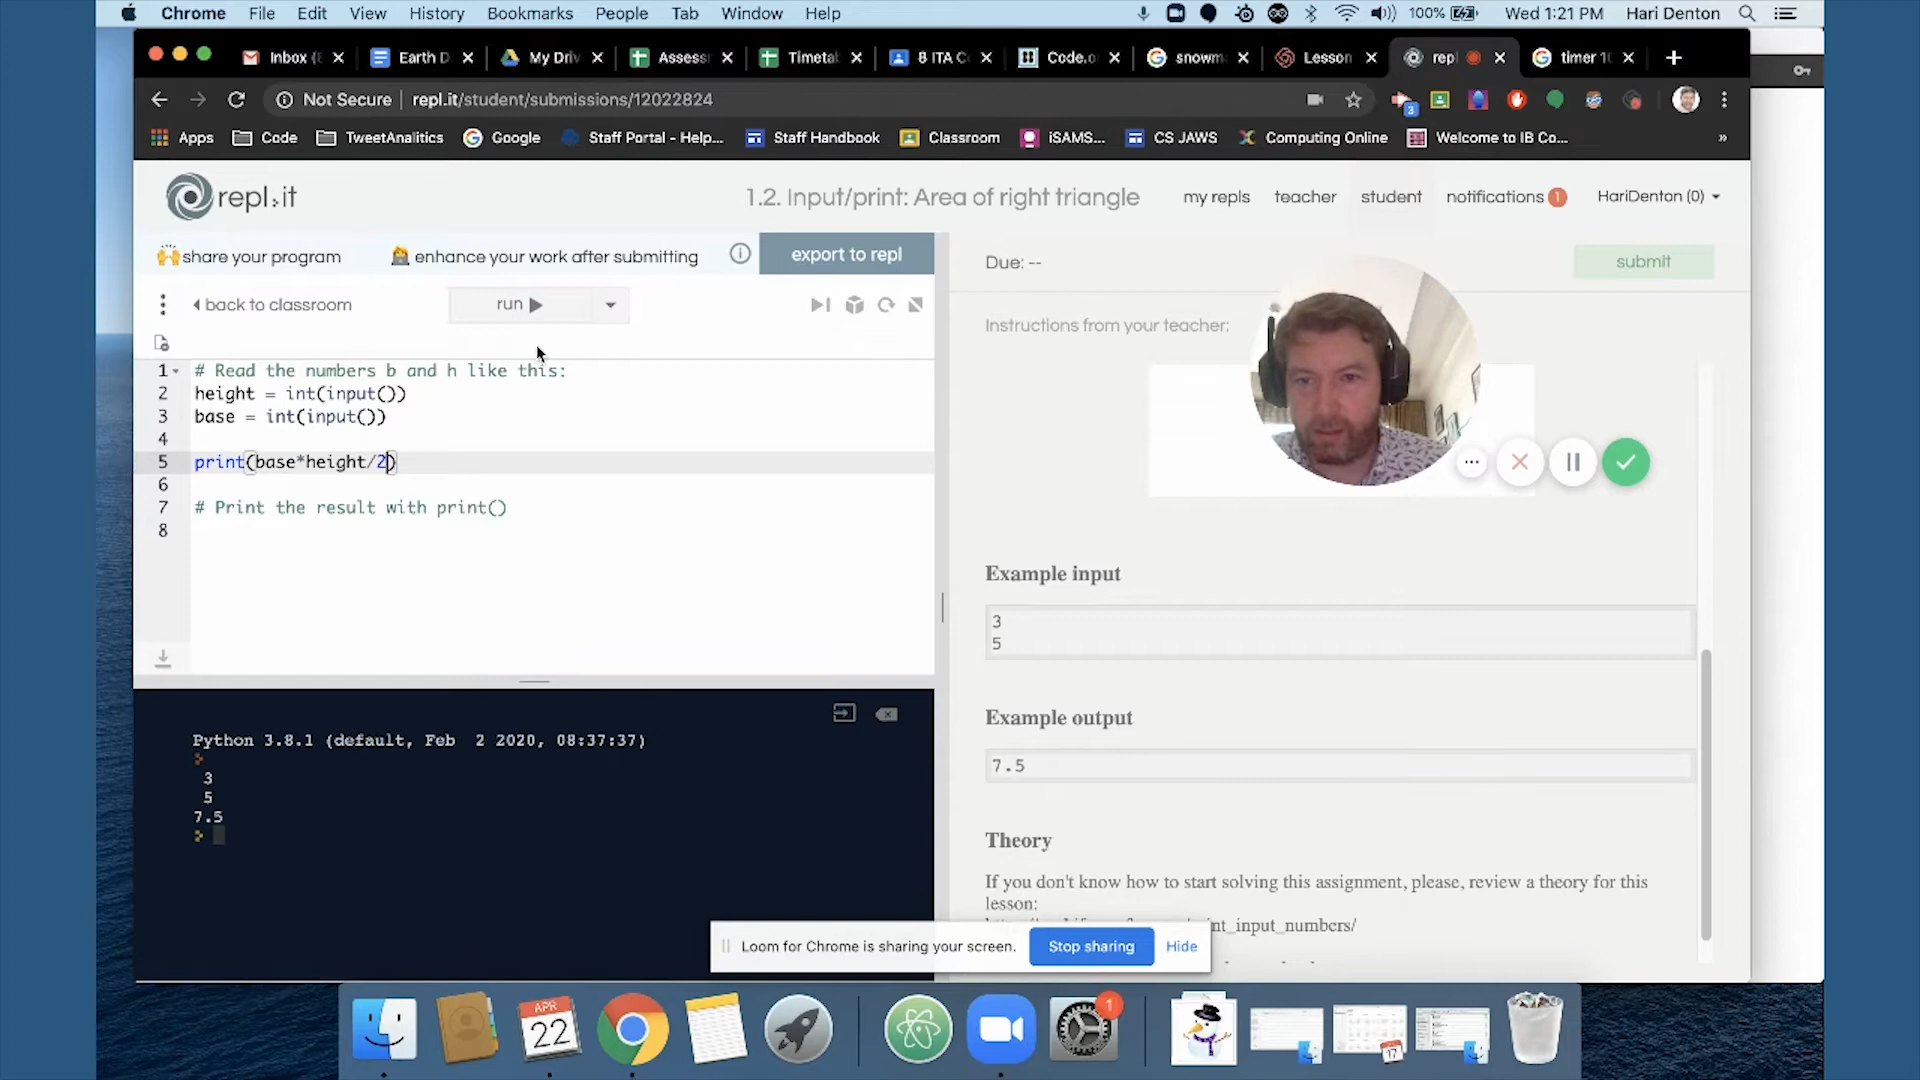 Chrome File Edit View History Bookmarks People Tab Window Help 100% Wed 1:21 PM Hari Denton
Inbox (8 Earth D My Driv Assess Timetal 8 ITA C Code.o snowm Lesson repl timer 10
Not Secure repl.it/student/submissions/12022824
3
Apps Code TweetAnalitics Google Staff Portal - Help... Staff Handbook Classroom iSAMS... CS JAWS Computing Online Welcome to IB Co... »
repl.it 1.2. Input/print: Area of right triangle my repls teacher student notifications 1 HariDenton (0)
share your program enhance your work after submitting export to repl
Due: -- submit
back to classroom run
Instructions from your teacher:
1 # Read the numbers b and h like this:
2 height = int(input())
3 base = int(input())
4
5 print(base*height/2)
6
7 # Print the result with print()
8
Example input
3
5
Example output
7.5
Theory
If you don't know how to start solving this assignment, please, review a theory for this
lesson:
int_input_numbers/
Python 3.8.1 (default, Feb 2 2020, 08:37:37)
3
5
7.5
Loom for Chrome is sharing your screen. Stop sharing Hide
APR
22
1
17